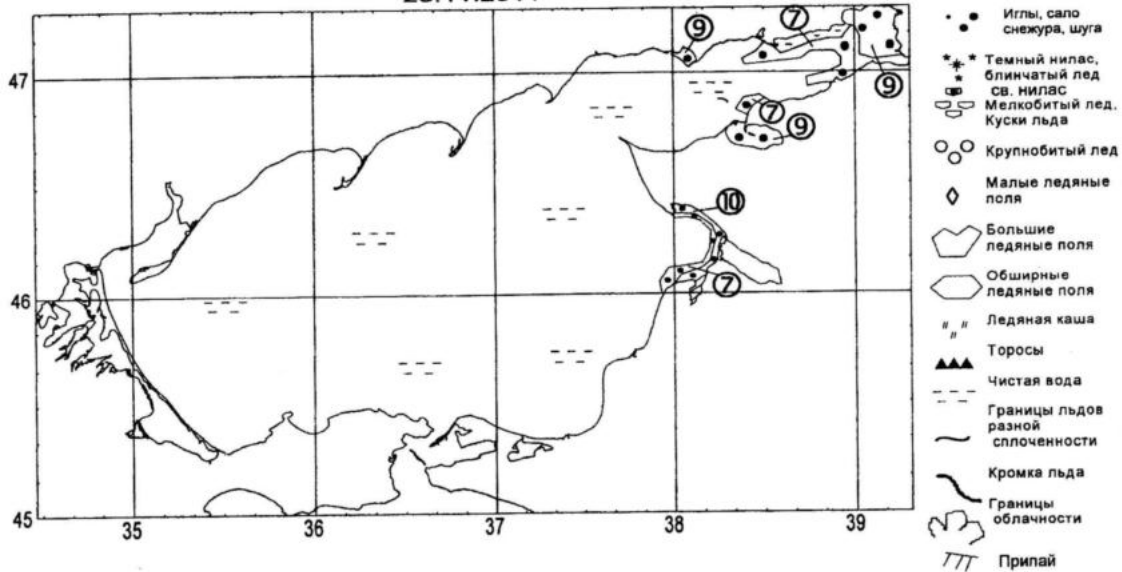 ⑨
⑦
47
⑨
⑦
⑨
⑩
46
⑦
45
35
36
37
38
39
Иглы, сало
снежура, шуга
Темный нилас,
блинчатый лед
св. нилас
Мелкобитый лед,
Куски льда
Крупнобитый лед
Малые ледяные
поля
Большие
ледяные поля
Обширные
ледяные поля
Ледяная каша
Торосы
Чистая вода
Границы льдов
разной
сплоченности
Кромка льда
Границы
облачности
Припай